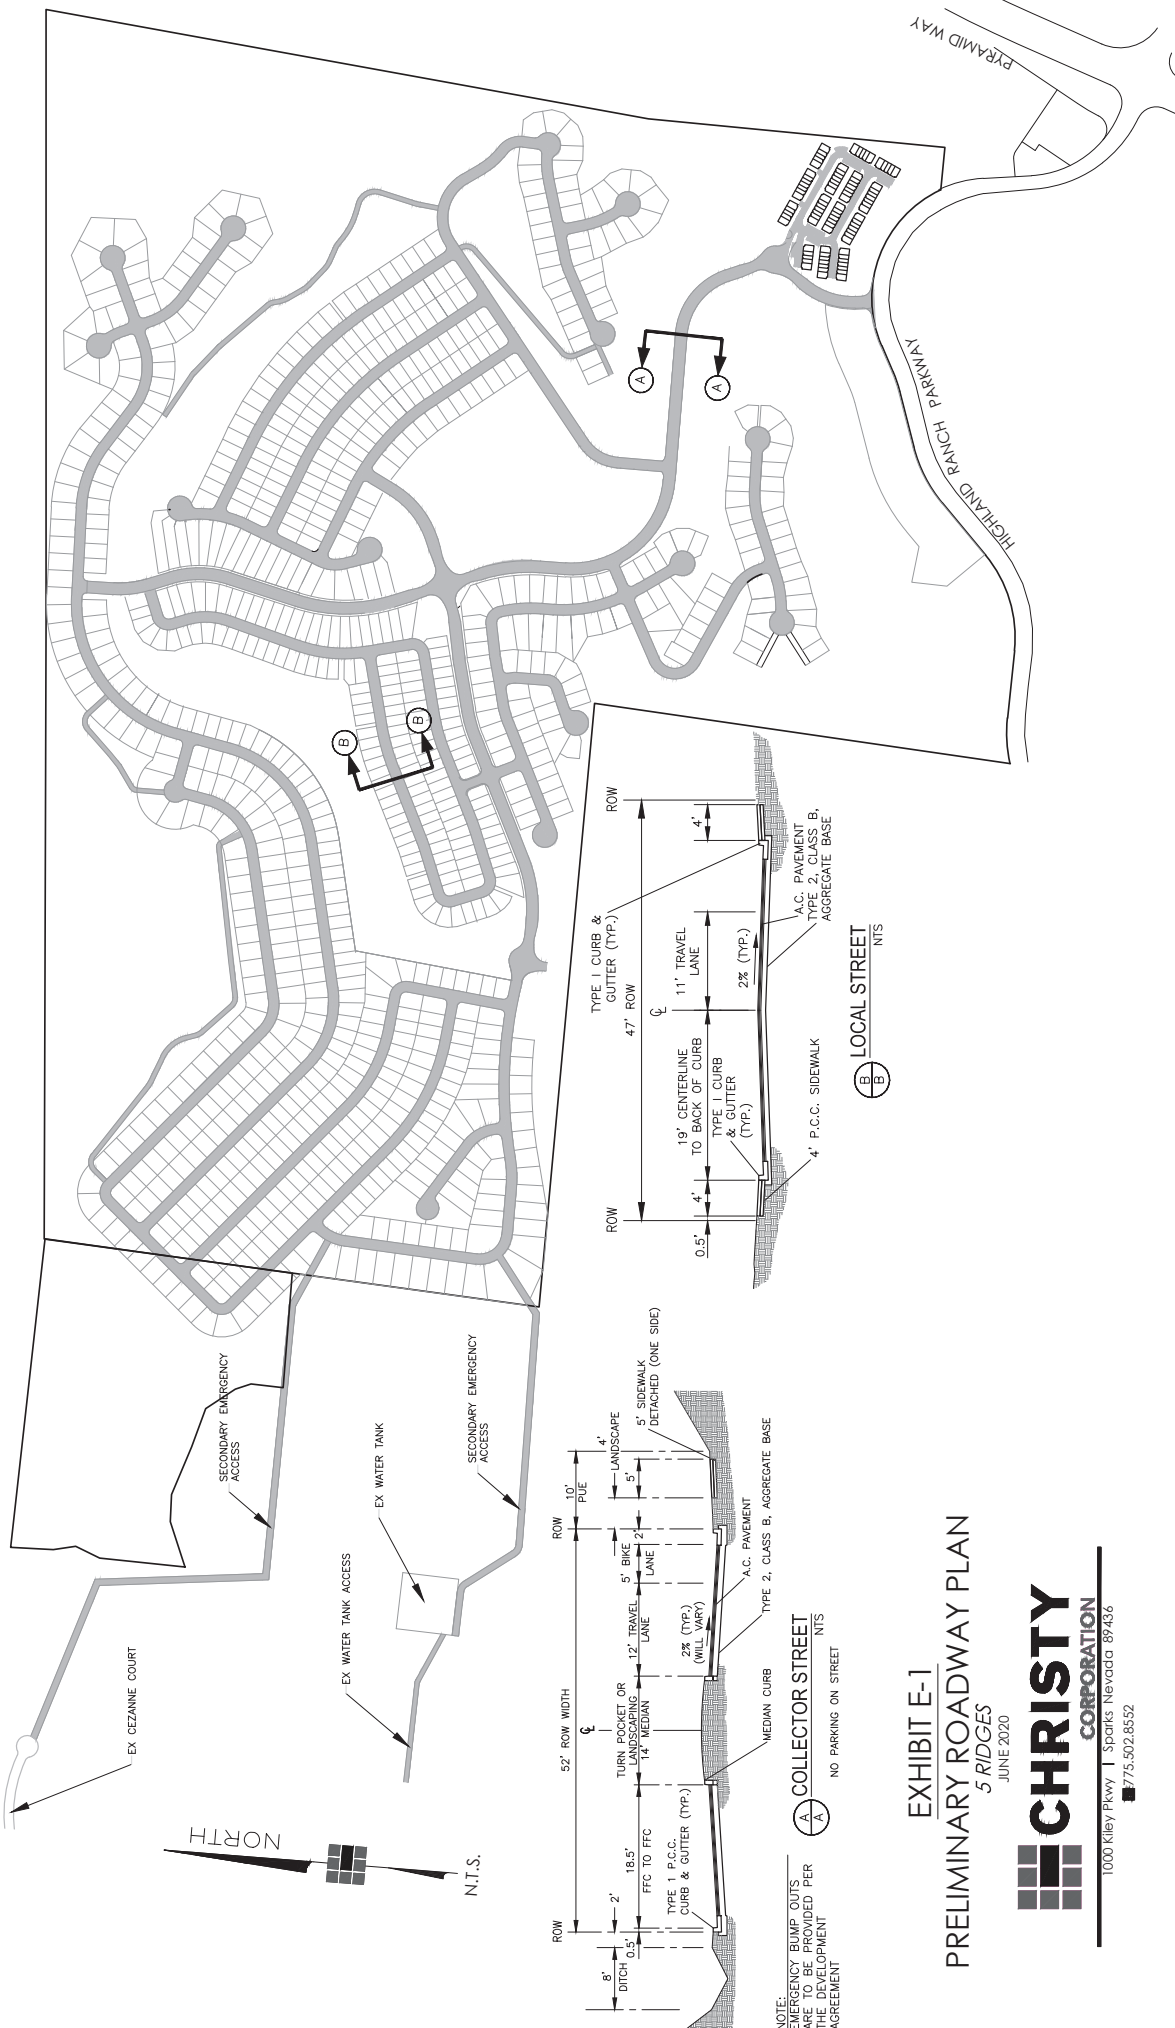 PYRAMID WAY
HIGHLAND RANCH PARKWAY
A
A
B
B
SECONDARY EMERGENCY
ACCESS
SECONDARY EMERGENCY
ACCESS
EX WATER TANK
EX WATER TANK ACCESS
EX CEZANNE COURT
NORTH
N.T.S.
ROW
ROW
47' ROW
TYPE I CURB &
GUTTER (TYP.)
℄
11' TRAVEL
LANE
4'
19' CENTERLINE
TO BACK OF CURB
TYPE I CURB
& GUTTER
(TYP.)
4'
0.5'
2% (TYP.)
A.C. PAVEMENT
TYPE 2, CLASS B,
AGGREGATE BASE
4' P.C.C. SIDEWALK
B
B
LOCAL STREET
NTS
ROW
ROW
52' ROW WIDTH
℄
10'
PUE
4'
LANDSCAPE
5' SIDEWALK
DETACHED (ONE SIDE)
5'
2'
5' BIKE
LANE
12' TRAVEL
LANE
TURN POCKET OR
LANDSCAPING
14' MEDIAN
18.5'
FFC TO FFC
2'
0.5'
8'
DITCH
TYPE 1 P.C.C.
CURB & GUTTER (TYP.)
2% (TYP.)
(WILL VARY)
A.C. PAVEMENT
TYPE 2, CLASS B, AGGREGATE BASE
MEDIAN CURB
A
A
COLLECTOR STREET
NTS
NO PARKING ON STREET
NOTE:
EMERGENCY BUMP OUTS
ARE TO BE PROVIDED PER
THE DEVELOPMENT
AGREEMENT
EXHIBIT E-1
PRELIMINARY ROADWAY PLAN
5 RIDGES
JUNE 2020
CHRISTY
CORPORATION
1000 Kiley Pkwy | Sparks Nevada 89436
775.502.8552